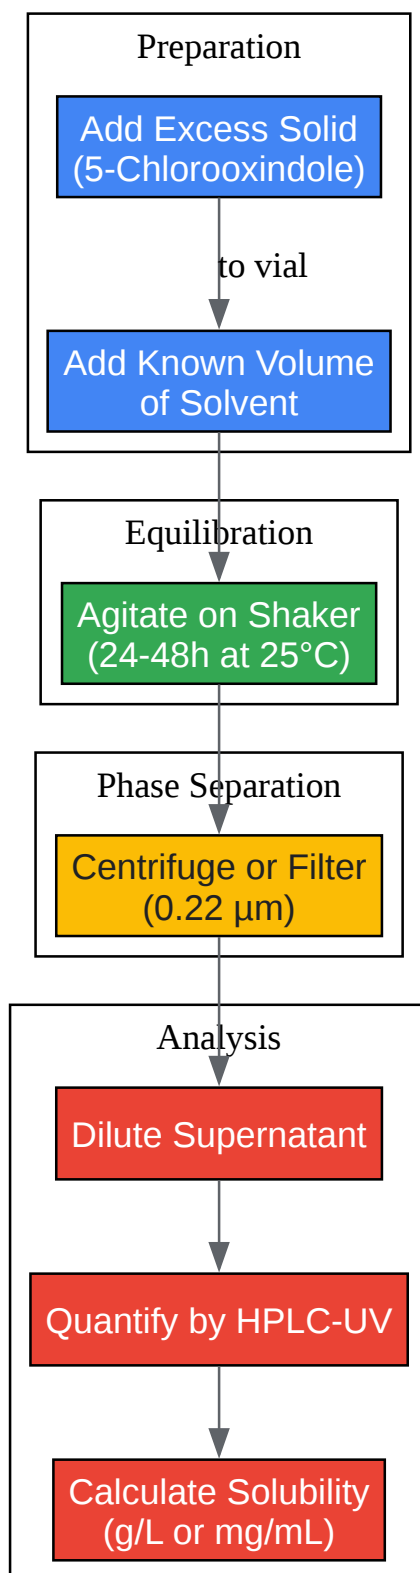 Preparation
Add Excess Solid
(5-Chlorooxindole)
to vial
Add Known Volume
of Solvent
Equilibration
Agitate on Shaker
(24-48h at 25°C)
Phase Separation
Centrifuge or Filter
(0.22 µm)
Analysis
Dilute Supernatant
Quantify by HPLC-UV
Calculate Solubility
(g/L or mg/mL)